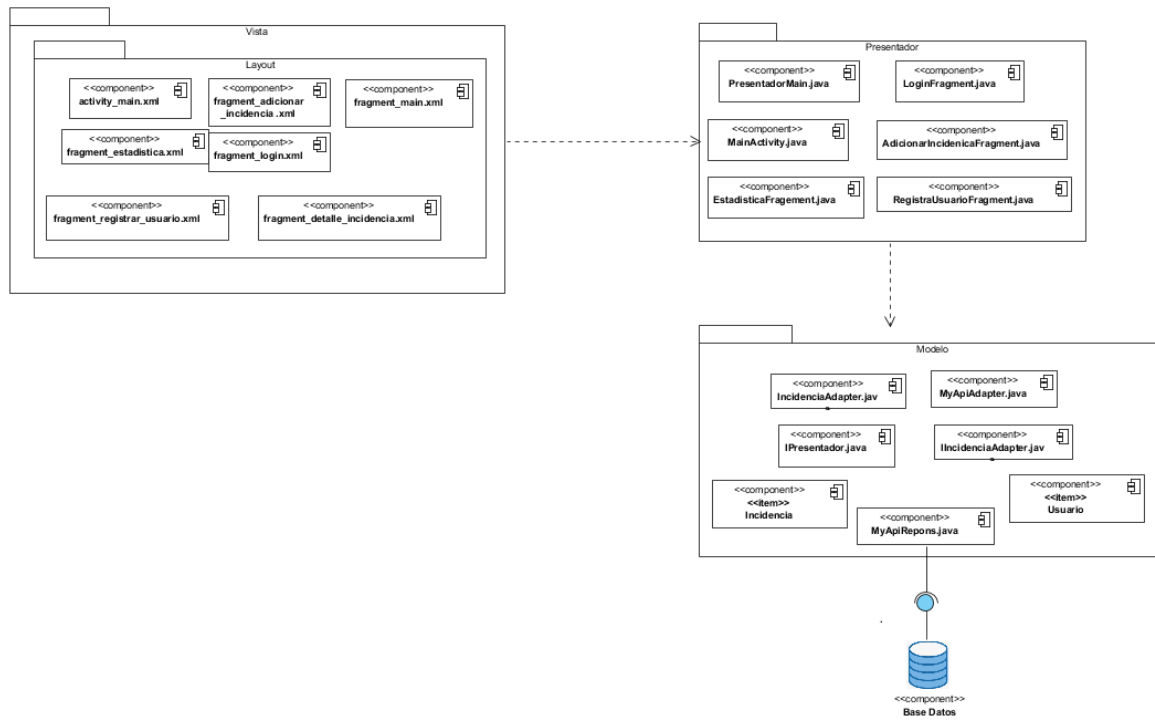 Vista
Layout
<<component>>
activity_main.xml
<<component>>
fragment_adicionar
_incidencia .xml
<<component>>
fragment_main.xml
<<component>>
fragment_estadistica.xml
<<component>>
fragment_login.xml
<<component>>
fragment_registrar_usuario.xml
<<component>>
fragment_detalle_incidencia.xml
Presentador
<<component>>
PresentadorMain.java
<<component>>
LoginFragment.java
<<component>>
MainActivity.java
<<component>>
AdicionarIncidenicaFragment.java
<<component>>
EstadisticaFragement.java
<<component>>
RegistraUsuarioFragment.java
Modelo
<<component>>
IncidenciaAdapter.jav
<<component>>
MyApiAdapter.java
<<component>>
IPresentador.java
<<component>>
IIncidenciaAdapter.jav
<<component>>
<<item>>
Incidencia
<<component>>
<<item>>
Usuario
<<component>>
MyApiRepons.java
<<component>>
Base Datos